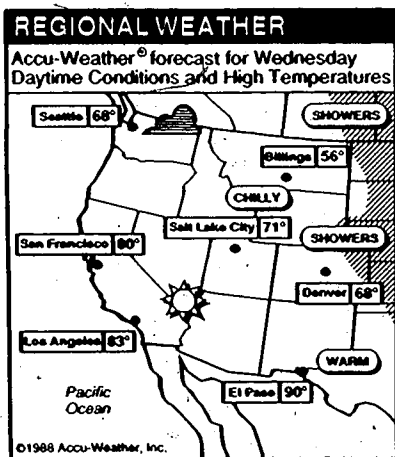 REGIONAL WEATHER
Accu-Weather® forecast for Wednesday
Daytime Conditions and High Temperatures
SHOWERS
Seattle 68°
Billings 56°
CHILLY
Salt Lake City 71°
SHOWERS
San Francisco 80°
Denver 68°
Los Angeles 83°
WARM
El Paso 90°
Pacific
Ocean
©1988 Accu-Weather, Inc.